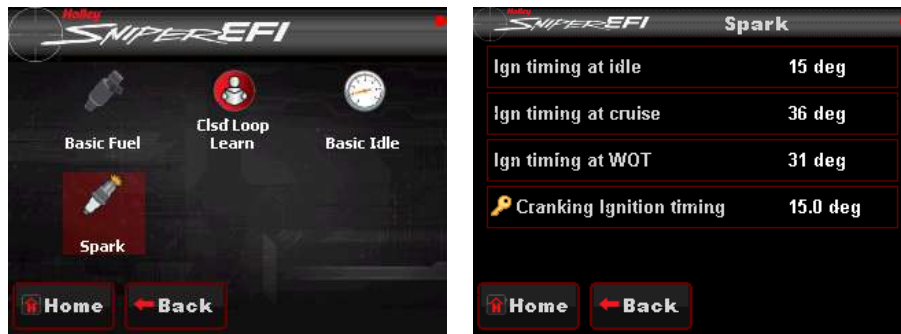 Holley
SNIPER EFI
Basic Fuel
Clsd Loop
Learn
Basic Idle
Spark
Home
Back
Holley
SNIPER EFI
Spark
Ign timing at idle 15 deg
Ign timing at cruise 36 deg
Ign timing at WOT 31 deg
Cranking Ignition timing 15.0 deg
Home
Back